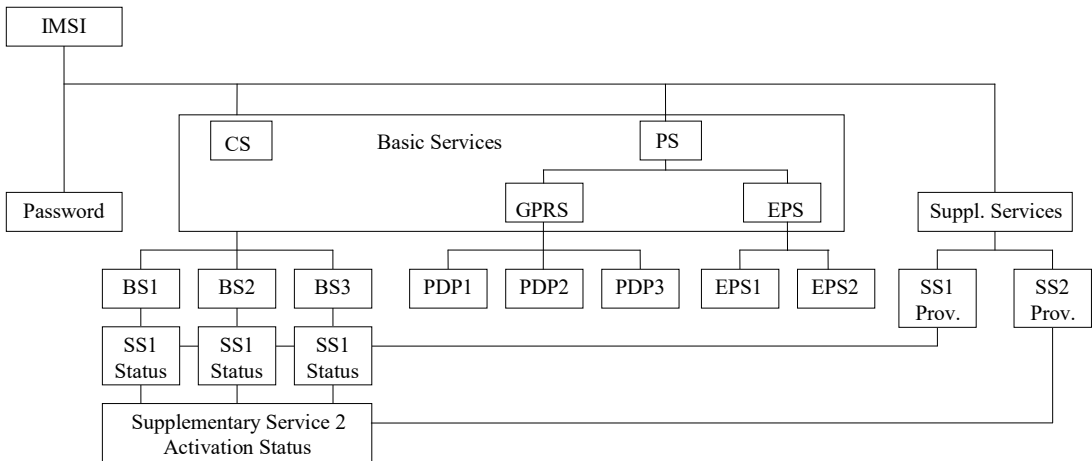 IMSI
CS
Basic Services
PS
Password
GPRS
EPS
Suppl. Services
BS1
BS2
BS3
PDP1
PDP2
PDP3
EPS1
EPS2
SS1
Prov.
SS2
Prov.
SS1
Status
SS1
Status
SS1
Status
Supplementary Service 2
Activation Status